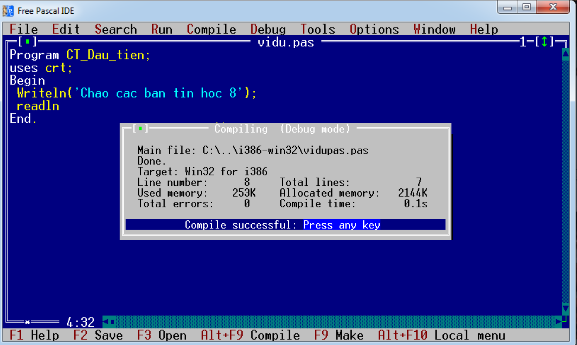 Free Pascal IDE
File Edit Search Run Compile Debug Tools Options Window Help
vidu.pas 1
Program CT_Dau_tien;
uses crt;
Begin
Writeln('Chao cac ban tin hoc 8');
readln
End.
Compiling (Debug mode)
Main file: C:\..\i386-win32\vidupas.pas
Done.
Target: Win32 for i386
Line number: 8 Total lines: 7
Used memory: 253K Allocated memory: 2144K
Total errors: 0 Compile time: 0.1s
Compile successful: Press any key
4:32
F1 Help F2 Save F3 Open Alt+F9 Compile F9 Make Alt+F10 Local menu